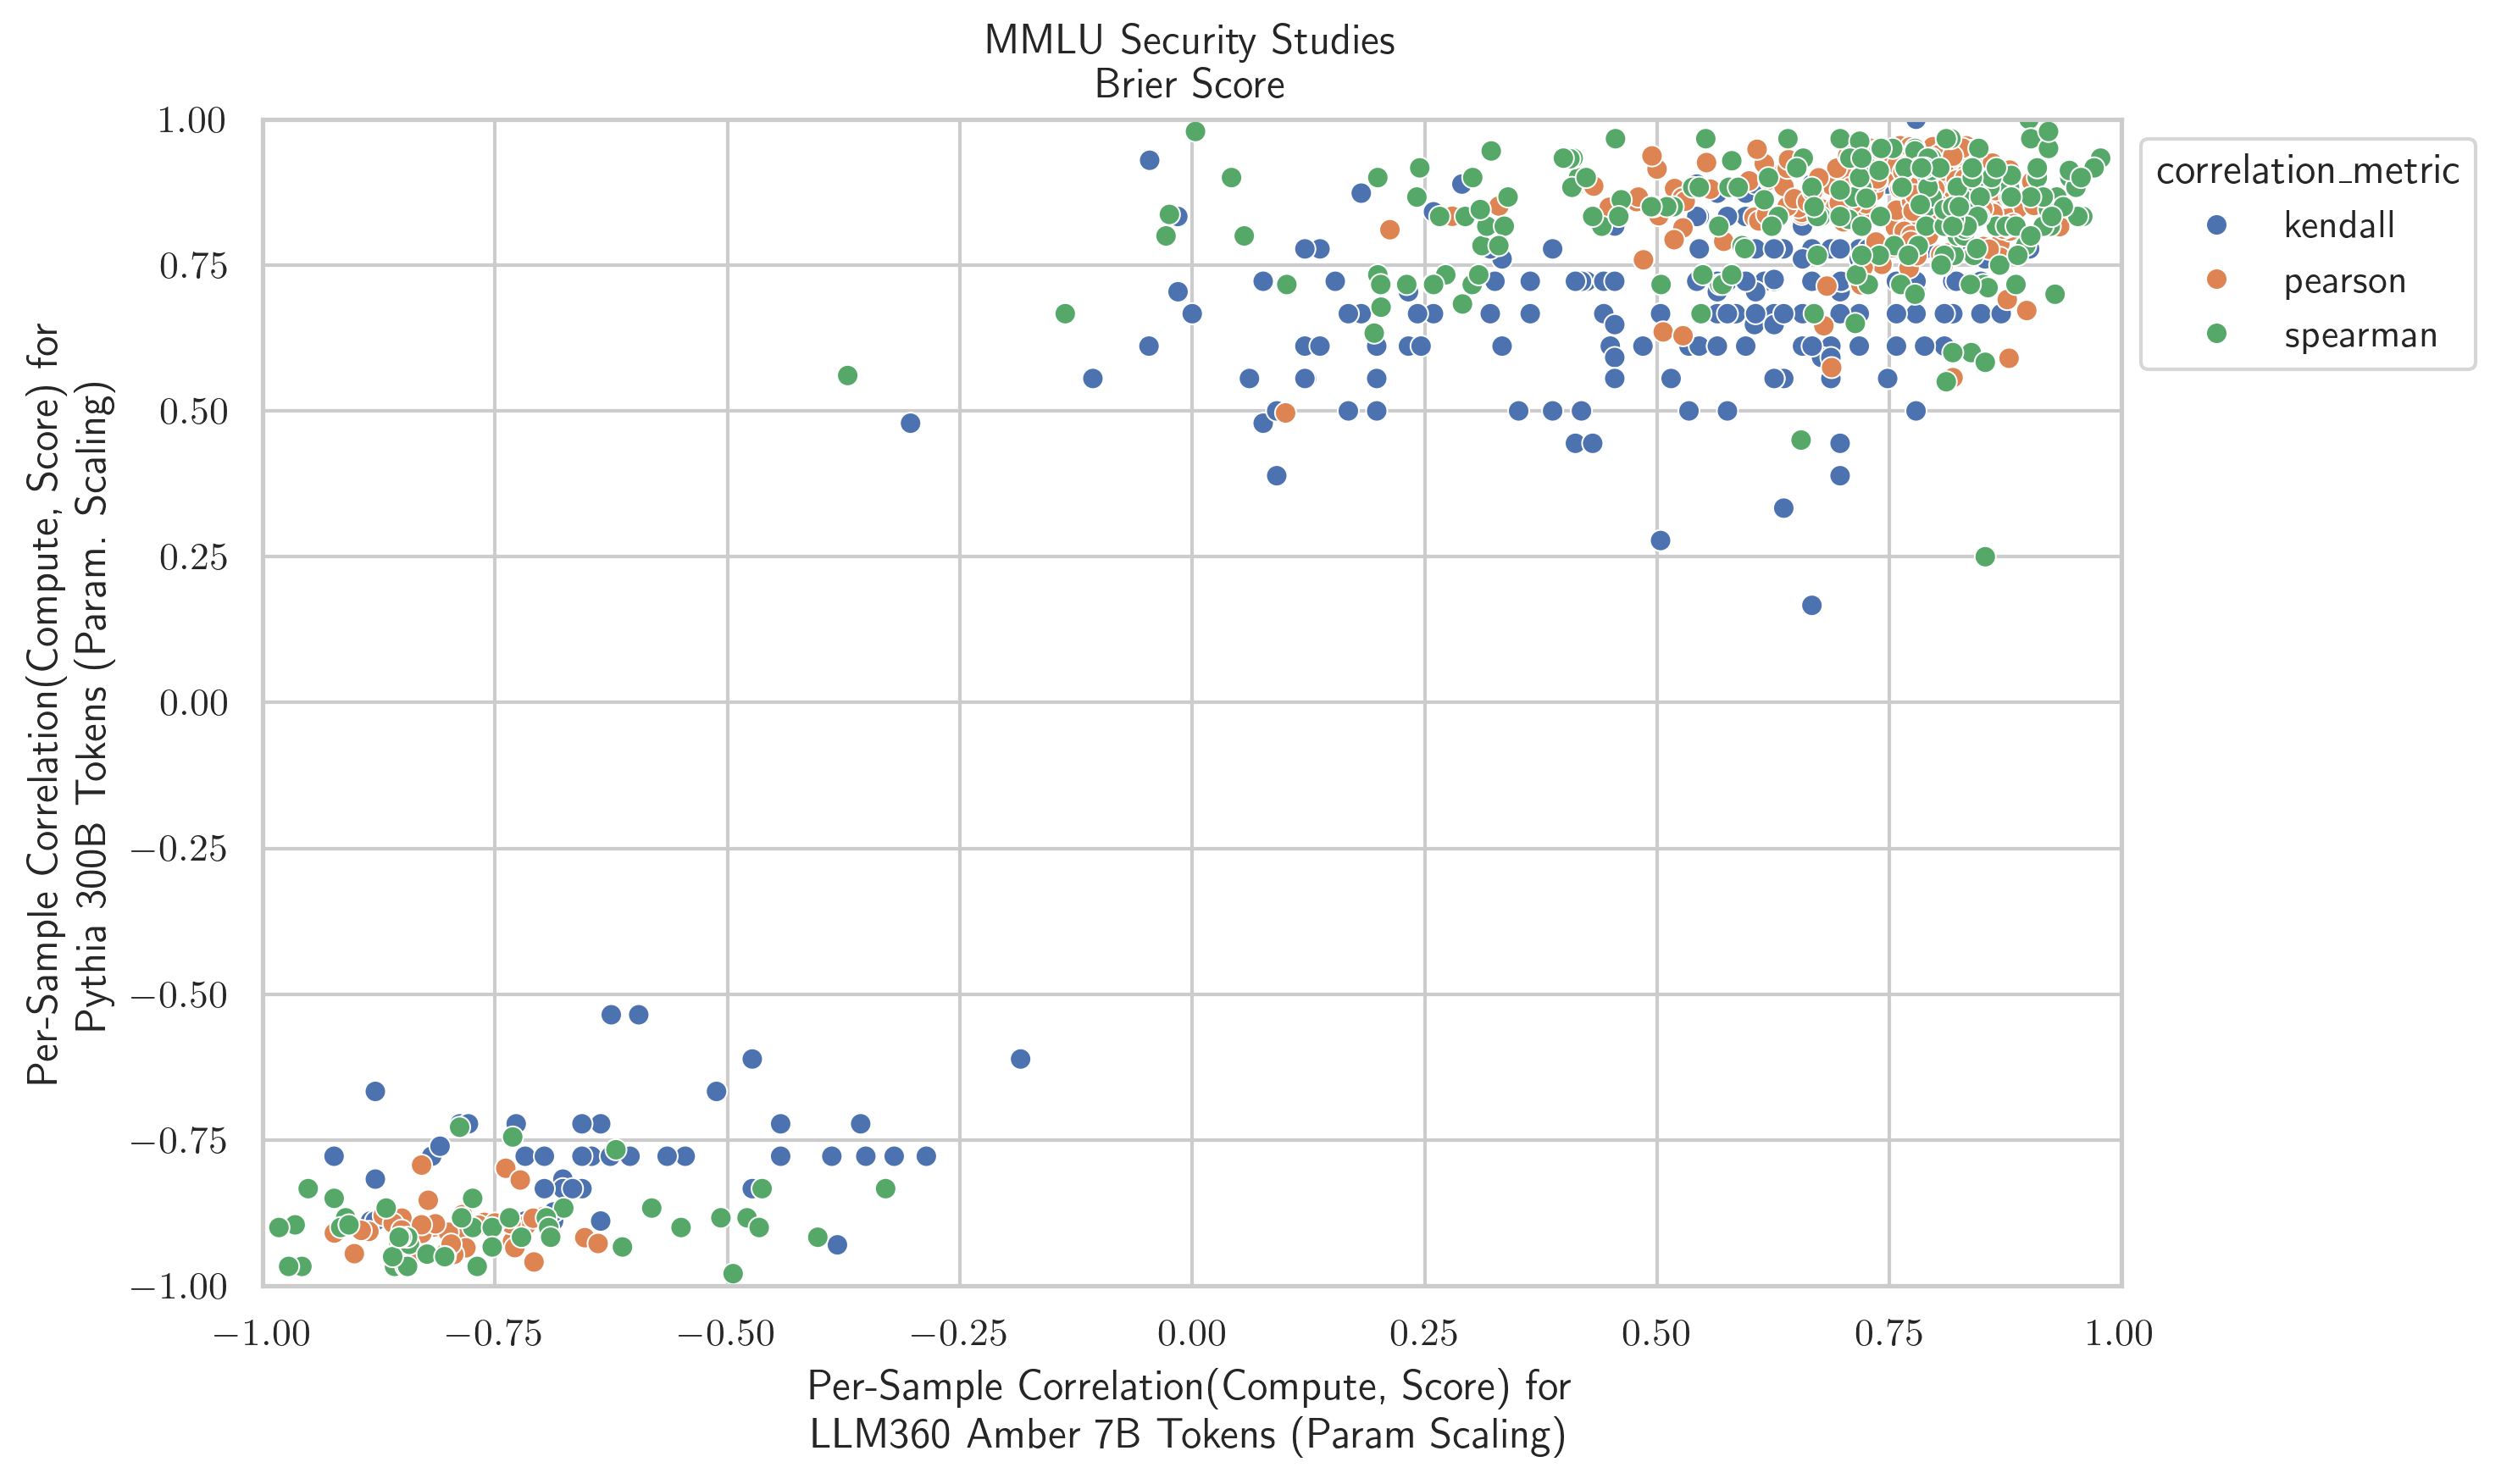 MMLU Security Studies
Brier Score
Per-Sample Correlation(Compute, Score) for
Pythia 300B Tokens (Param. Scaling)
1.00
0.75
0.50
0.25
0.00
−0.25
−0.50
−0.75
−1.00
−1.00 −0.75 −0.50 −0.25 0.00 0.25 0.50 0.75 1.00
Per-Sample Correlation(Compute, Score) for
LLM360 Amber 7B Tokens (Param Scaling)
correlation_metric
kendall
pearson
spearman